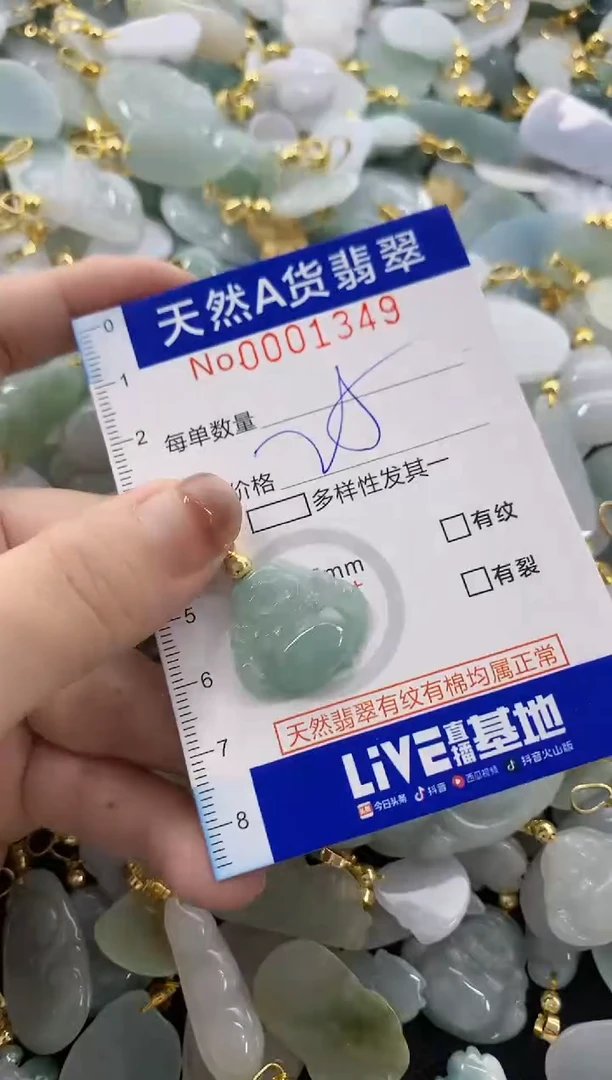 天然A货翡翠
No0001349
0
1
2
每单数量
价格
多样性发其一
有纹
mm
有裂
5
6
天然翡翠有纹有棉均属正常
7
LiVE直播基地
8
今日头条 抖音 西瓜视频 抖音火山版